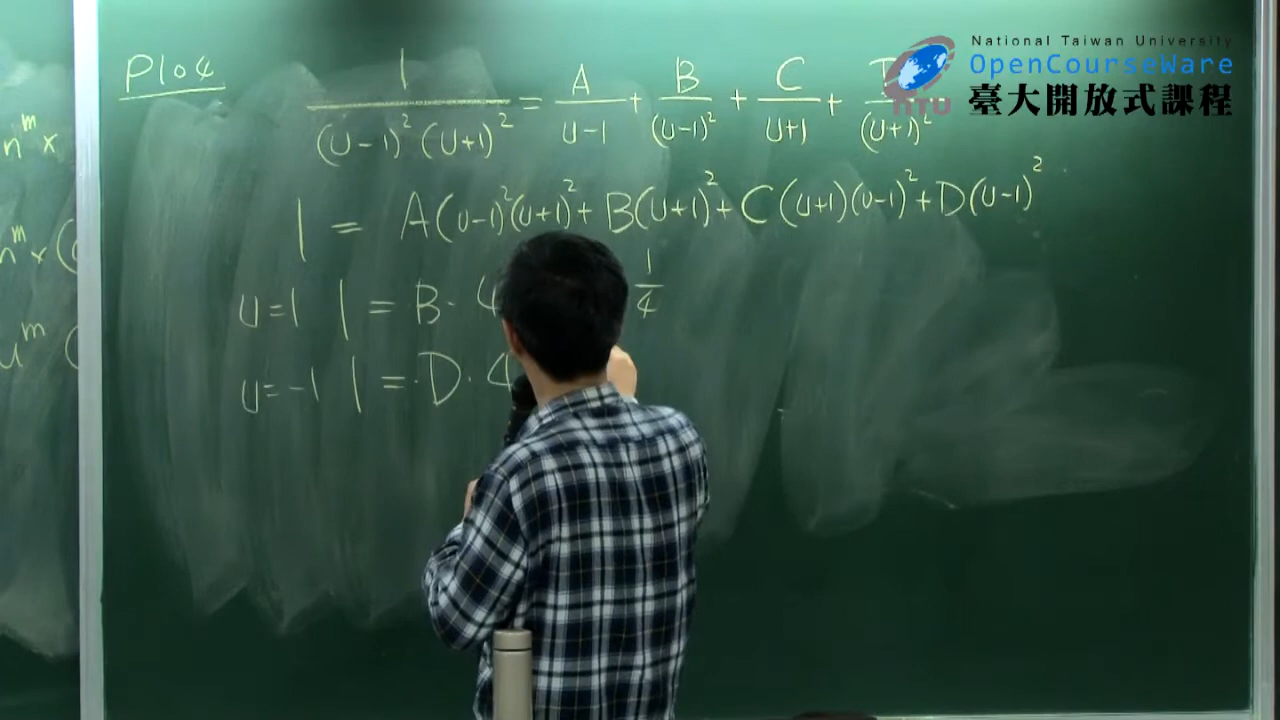 National Taiwan University
OpenCourseWare
臺大開放式課程
NTU
P104
1/((u-1)²(u+1)²) = A/(u-1) + B/(u-1)² + C/(u+1) + /(u+1)²
1 = A(u-1)²(u+1)² + B(u+1)² + C(u+1)(u-1)² + D(u-1)²
u=1 1 = B· 4 1/4
u=-1 1 = D· 4
n^m x
n^m x (
u^m (